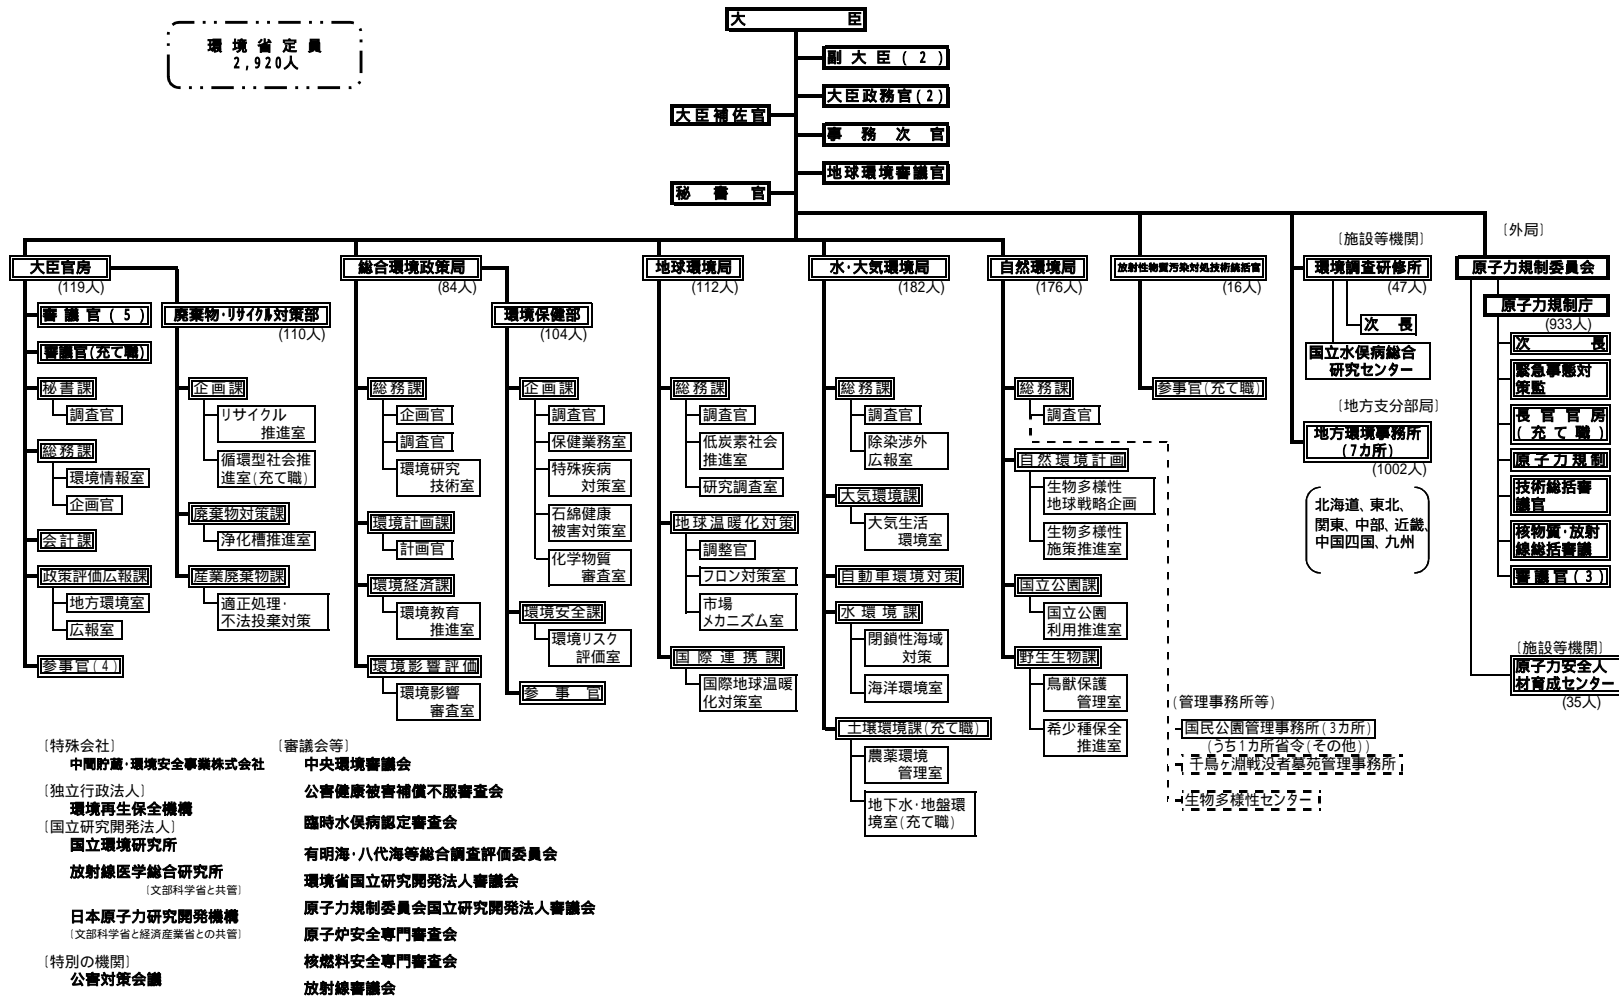 大臣
環境省定員
2,920人
副大臣(2)
大臣政務官(2)
大臣補佐官
事務次官
地球環境審議官
秘書官
大臣官房
(119人)
審議官(5)
審議官(充て職)
秘書課
調査官
総務課
環境情報室
企画官
会計課
政策評価広報課
地方環境室
広報室
参事官(4)
廃棄物・リサイクル対策部
(110人)
企画課
リサイクル
推進室
循環型社会推
進室(充て職)
廃棄物対策課
浄化槽推進室
産業廃棄物課
適正処理・
不法投棄対策
総合環境政策局
(84人)
総務課
企画官
調査官
環境研究
技術室
環境計画課
計画官
環境経済課
環境教育
推進室
環境影響評価
環境影響
審査室
環境保健部
(104人)
企画課
調査官
保健業務室
特殊疾病
対策室
石綿健康
被害対策室
化学物質
審査室
環境安全課
環境リスク
評価室
参事官
地球環境局
(112人)
総務課
調査官
低炭素社会
推進室
研究調査室
地球温暖化対策
調整官
フロン対策室
市場
メカニズム室
国際連携課
国際地球温暖
化対策室
水・大気環境局
(182人)
総務課
調査官
除染渉外
広報室
大気環境課
大気生活
環境室
自動車環境対策
水環境課
閉鎖性海域
対策
海洋環境室
土壌環境課(充て職)
農薬環境
管理室
地下水・地盤環
境室(充て職)
自然環境局
(176人)
総務課
調査官
自然環境計画
生物多様性
地球戦略企画
生物多様性
施策推進室
国立公園課
国立公園
利用推進室
野生生物課
鳥獣保護
管理室
希少種保全
推進室
(管理事務所等)
国民公園管理事務所(3カ所)
(うち1カ所省令(その他))
千鳥ヶ淵戦没者墓苑管理事務所
生物多様性センター
放射性物質汚染対処技術統括官
(16人)
参事官(充て職)
〔施設等機関〕
環境調査研修所
(47人)
次長
国立水俣病総合
研究センター
〔地方支分部局〕
地方環境事務所
(7カ所)
(1002人)
北海道、東北、
関東、中部、近畿、
中国四国、九州
〔外局〕
原子力規制委員会
原子力規制庁
(933人)
次長
緊急事態対
策監
長官官房
(充て職)
原子力規制
技術総括審
議官
核物質・放射
線総括審議
審議官(3)
〔施設等機関〕
原子力安全人
材育成センター
(35人)
〔特殊会社〕
中間貯蔵・環境安全事業株式会社
〔独立行政法人〕
環境再生保全機構
〔国立研究開発法人〕
国立環境研究所
放射線医学総合研究所
〔文部科学省と共管〕
日本原子力研究開発機構
〔文部科学省と経済産業省との共管〕
〔特別の機関〕
公害対策会議
〔審議会等〕
中央環境審議会
公害健康被害補償不服審査会
臨時水俣病認定審査会
有明海・八代海等総合調査評価委員会
環境省国立研究開発法人審議会
原子力規制委員会国立研究開発法人審議会
原子炉安全専門審査会
核燃料安全専門審査会
放射線審議会